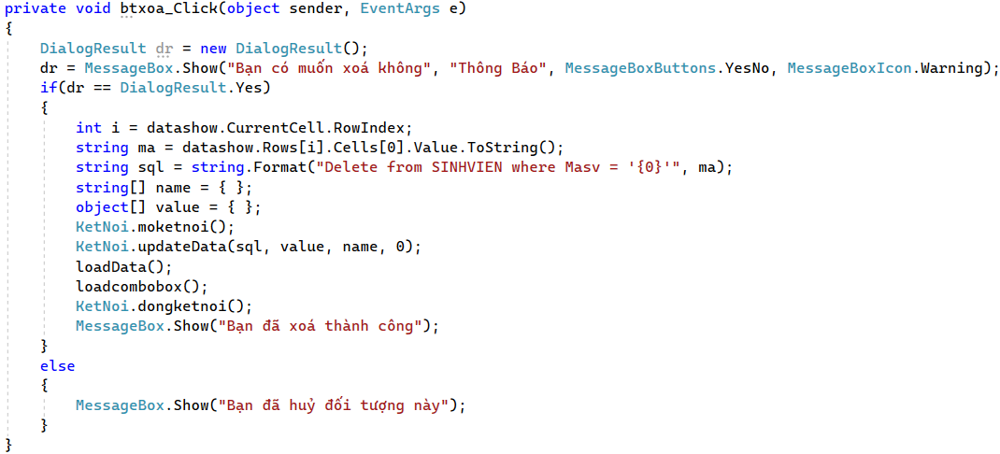 private void btxoa_Click(object sender, EventArgs e)
{
    DialogResult dr = new DialogResult();
    dr = MessageBox.Show("Bạn có muốn xoá không", "Thông Báo", MessageBoxButtons.YesNo, MessageBoxIcon.Warning);
    if(dr == DialogResult.Yes)
    {
        int i = datashow.CurrentCell.RowIndex;
        string ma = datashow.Rows[i].Cells[0].Value.ToString();
        string sql = string.Format("Delete from SINHVIEN where Masv = '{0}'", ma);
        string[] name = { };
        object[] value = { };
        KetNoi.moketnoi();
        KetNoi.updateData(sql, value, name, 0);
        loadData();
        loadcombobox();
        KetNoi.dongketnoi();
        MessageBox.Show("Bạn đã xoá thành công");
    }
    else
    {
        MessageBox.Show("Bạn đã huỷ đối tượng này");
    }
}